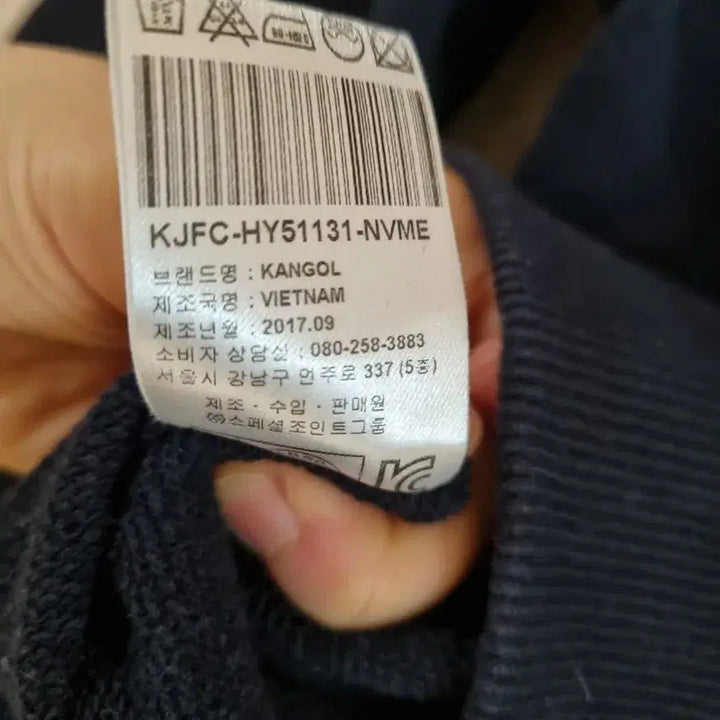 KJFC-HY51131-NVME
브랜드명 : KANGOL
제조국명 : VIETNAM
제조년월 : 2017.09
소비자 상담실 : 080-258-3883
서울시 강남구 언주로 337 (5층)
제조 · 수입 · 판매원
㈜스페셜조인트그룹